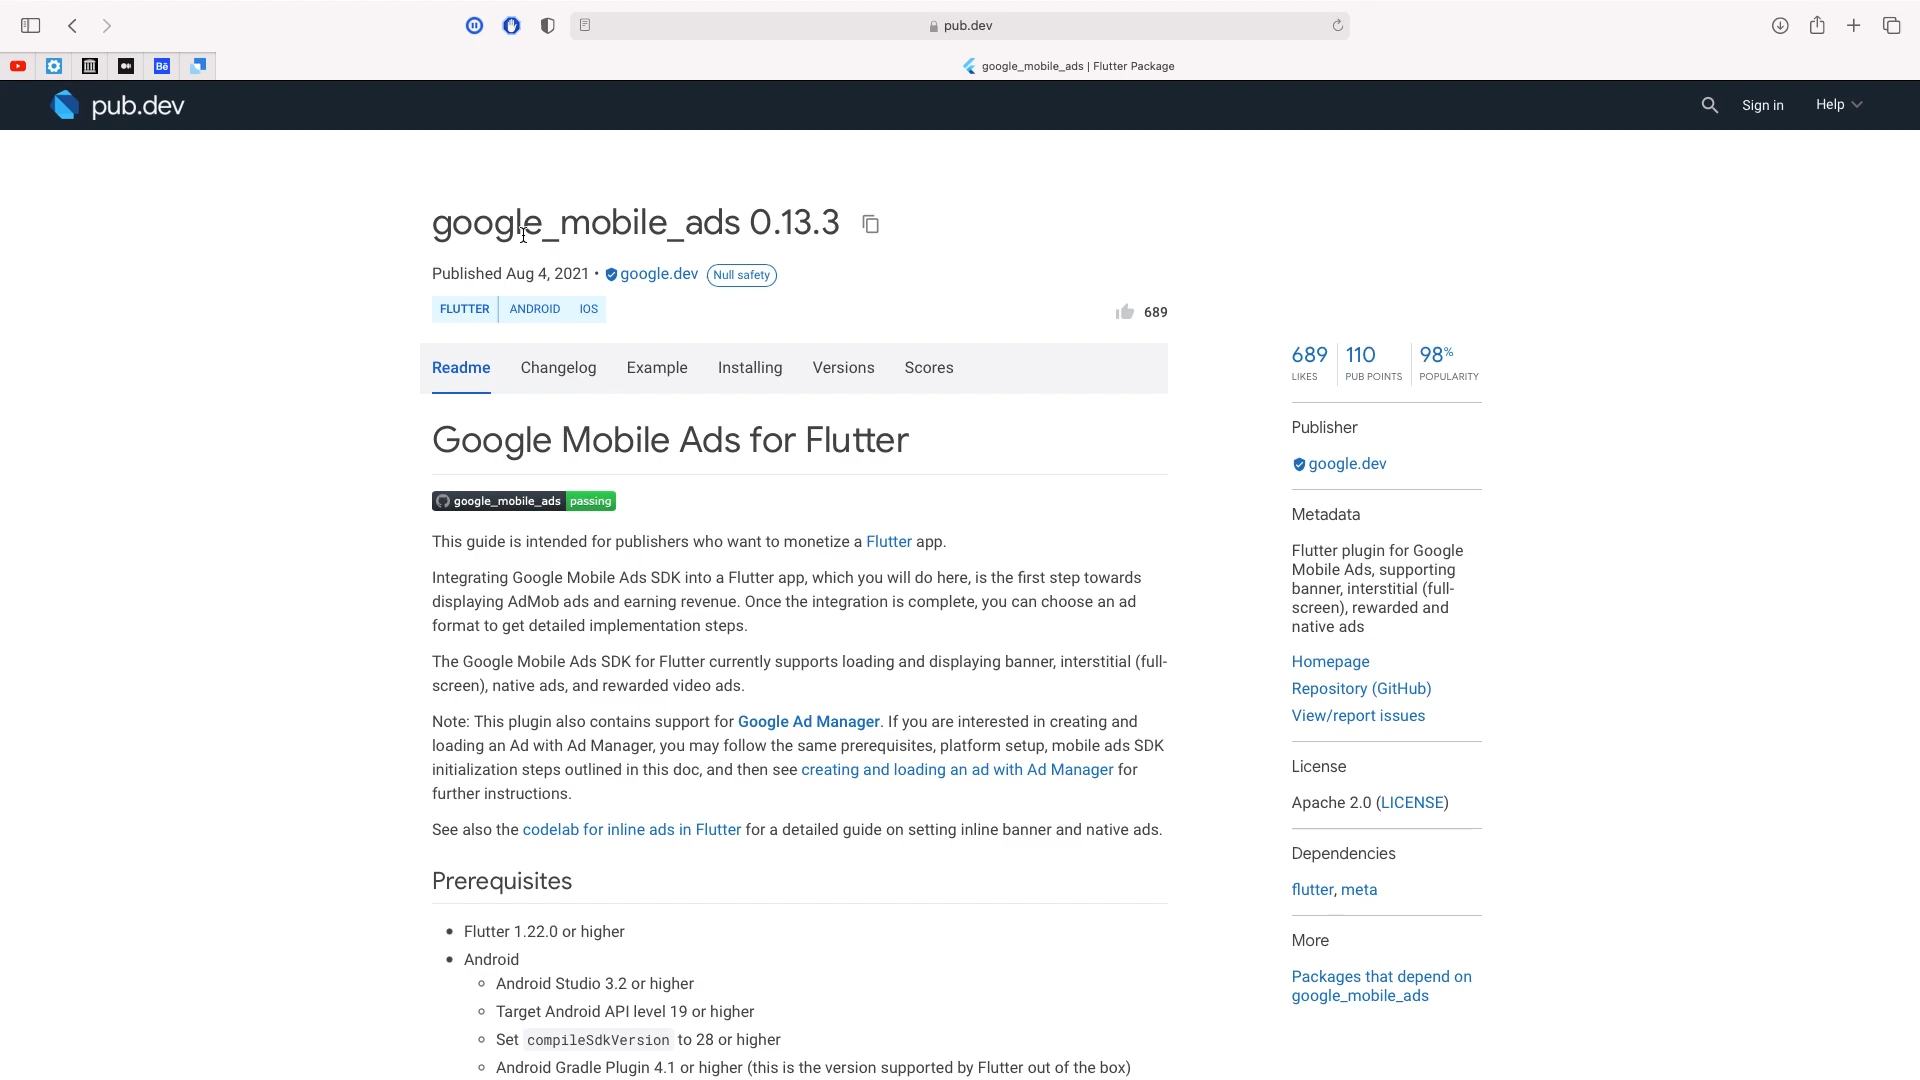 pub.dev
Bē
google_mobile_ads | Flutter Package
pub.dev
Sign in
Help
google_mobile_ads 0.13.3
Published Aug 4, 2021 • google.dev
Null safety
FLUTTER
ANDROID
IOS
689
Readme
Changelog
Example
Installing
Versions
Scores
689
LIKES
110
PUB POINTS
98%
POPULARITY
Google Mobile Ads for Flutter
google_mobile_ads passing
This guide is intended for publishers who want to monetize a Flutter app.
Integrating Google Mobile Ads SDK into a Flutter app, which you will do here, is the first step towards
displaying AdMob ads and earning revenue. Once the integration is complete, you can choose an ad
format to get detailed implementation steps.
The Google Mobile Ads SDK for Flutter currently supports loading and displaying banner, interstitial (full-
screen), native ads, and rewarded video ads.
Note: This plugin also contains support for Google Ad Manager. If you are interested in creating and
loading an Ad with Ad Manager, you may follow the same prerequisites, platform setup, mobile ads SDK
initialization steps outlined in this doc, and then see creating and loading an ad with Ad Manager for
further instructions.
See also the codelab for inline ads in Flutter for a detailed guide on setting inline banner and native ads.
Prerequisites
• Flutter 1.22.0 or higher
• Android
◦ Android Studio 3.2 or higher
◦ Target Android API level 19 or higher
◦ Set compileSdkVersion to 28 or higher
◦ Android Gradle Plugin 4.1 or higher (this is the version supported by Flutter out of the box)
Publisher
google.dev
Metadata
Flutter plugin for Google
Mobile Ads, supporting
banner, interstitial (full-
screen), rewarded and
native ads
Homepage
Repository (GitHub)
View/report issues
License
Apache 2.0 (LICENSE)
Dependencies
flutter, meta
More
Packages that depend on
google_mobile_ads